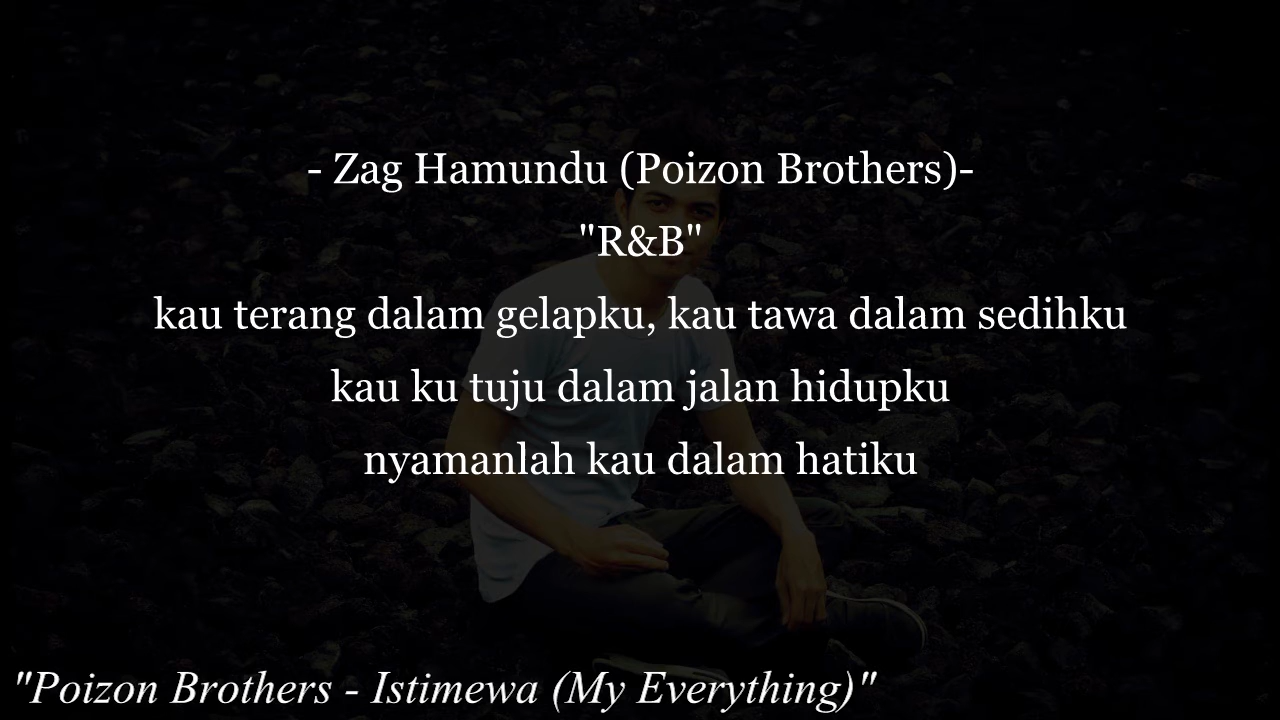 - Zag Hamundu (Poizon Brothers)-
"R&B"
kau terang dalam gelapku, kau tawa dalam sedihku
kau ku tuju dalam jalan hidupku
nyamanlah kau dalam hatiku
"Poizon Brothers - Istimewa (My Everything)"